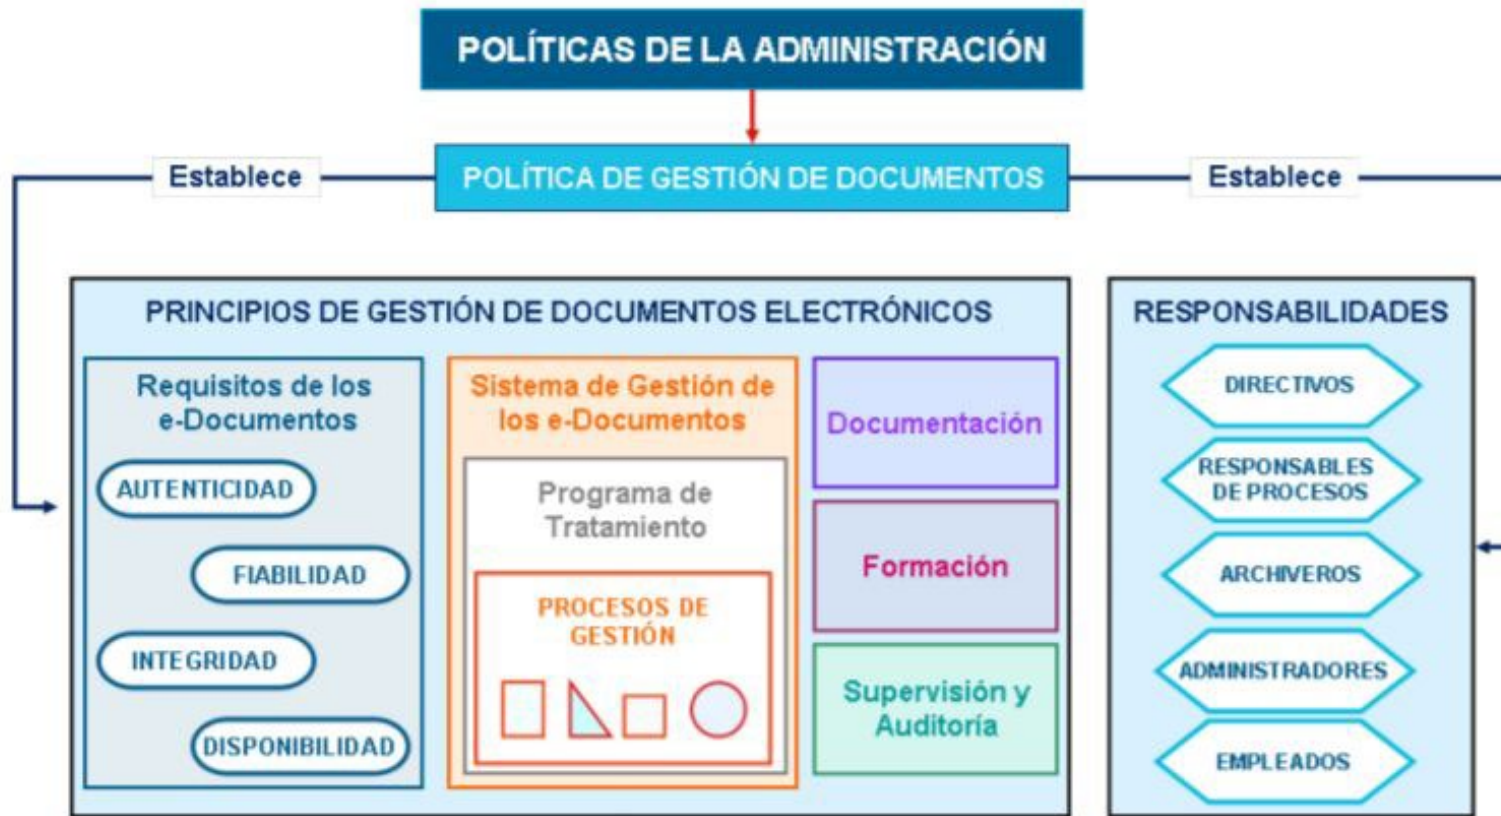 POLÍTICAS DE LA ADMINISTRACIÓN
Establece
POLÍTICA DE GESTIÓN DE DOCUMENTOS
Establece
PRINCIPIOS DE GESTIÓN DE DOCUMENTOS ELECTRÓNICOS
Requisitos de los
e-Documentos
AUTENTICIDAD
FIABILIDAD
INTEGRIDAD
DISPONIBILIDAD
Sistema de Gestión de
los e-Documentos
Programa de
Tratamiento
PROCESOS DE
GESTIÓN
Documentación
Formación
Supervisión y
Auditoría
RESPONSABILIDADES
DIRECTIVOS
RESPONSABLES
DE PROCESOS
ARCHIVEROS
ADMINISTRADORES
EMPLEADOS